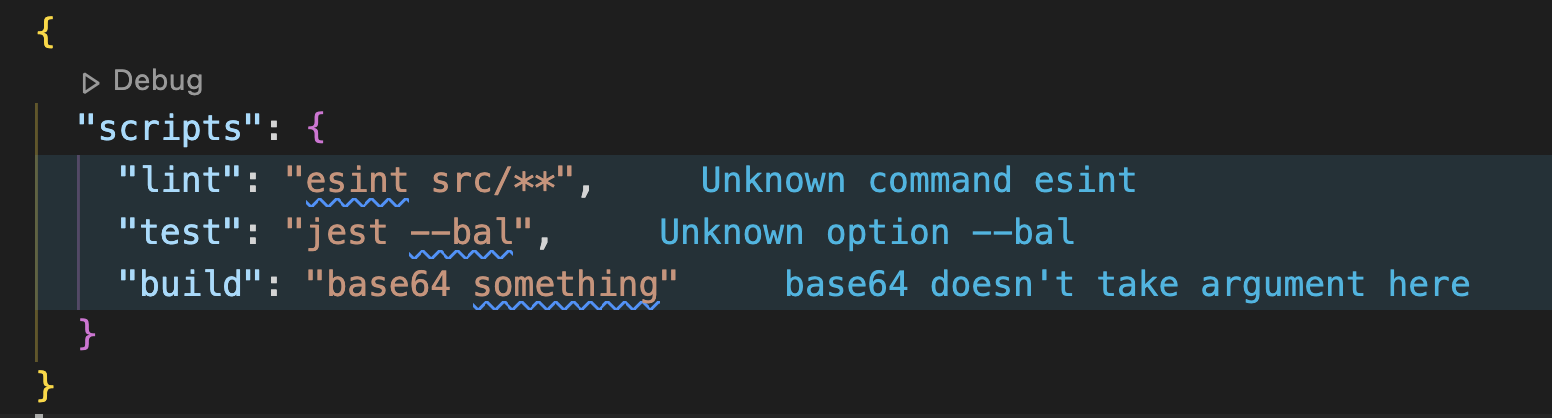 {
Debug
"scripts": {
"lint": "esint src/**", Unknown command esint
"test": "jest --bal", Unknown option --bal
"build": "base64 something" base64 doesn't take argument here
}
}